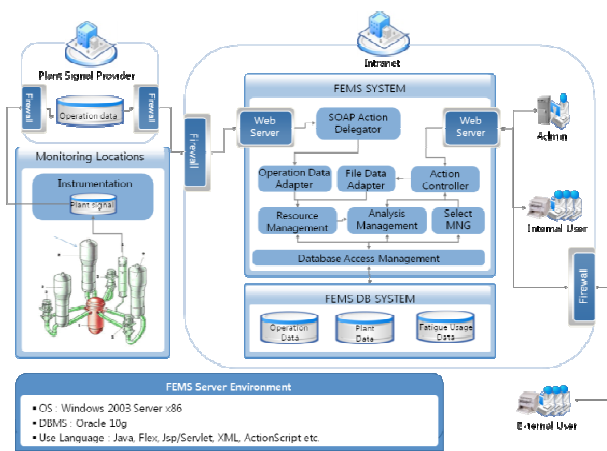 Plant Signal Provider
Firewall
Operation data
Firewall
Monitoring Locations
Instrumentation
Plant signal
Intranet
Firewall
FEMS SYSTEM
Web
Server
SOAP Action
Delegator
Web
Server
Operation Data
Adapter
File Data
Adapter
Action
Controller
Resource
Management
Analysis
Management
Select
MNG
Database Access Management
FEMS DB SYSTEM
Operation
Data
Plant
Data
Fatigue Usage
Data
Admin
Internal User
Firewall
E-ternal User
FEMS Server Environment
▪ OS : Windows 2003 Server x86
▪ DBMS : Oracle 10g
▪ Use Language : Java, Flex, Jsp/Servlet, XML, ActionScript etc.